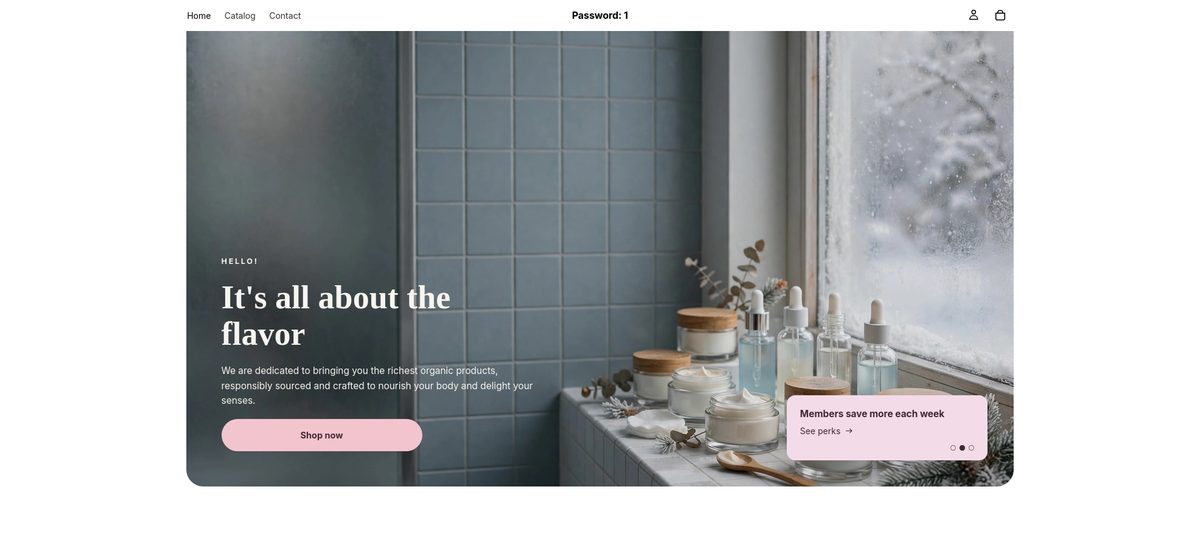 Home
Catalog
Contact
Password: 1
HELLO!
It's all about the
flavor
We are dedicated to bringing you the richest organic products,
responsibly sourced and crafted to nourish your body and delight your
senses.
Shop now
Members save more each week
See perks →